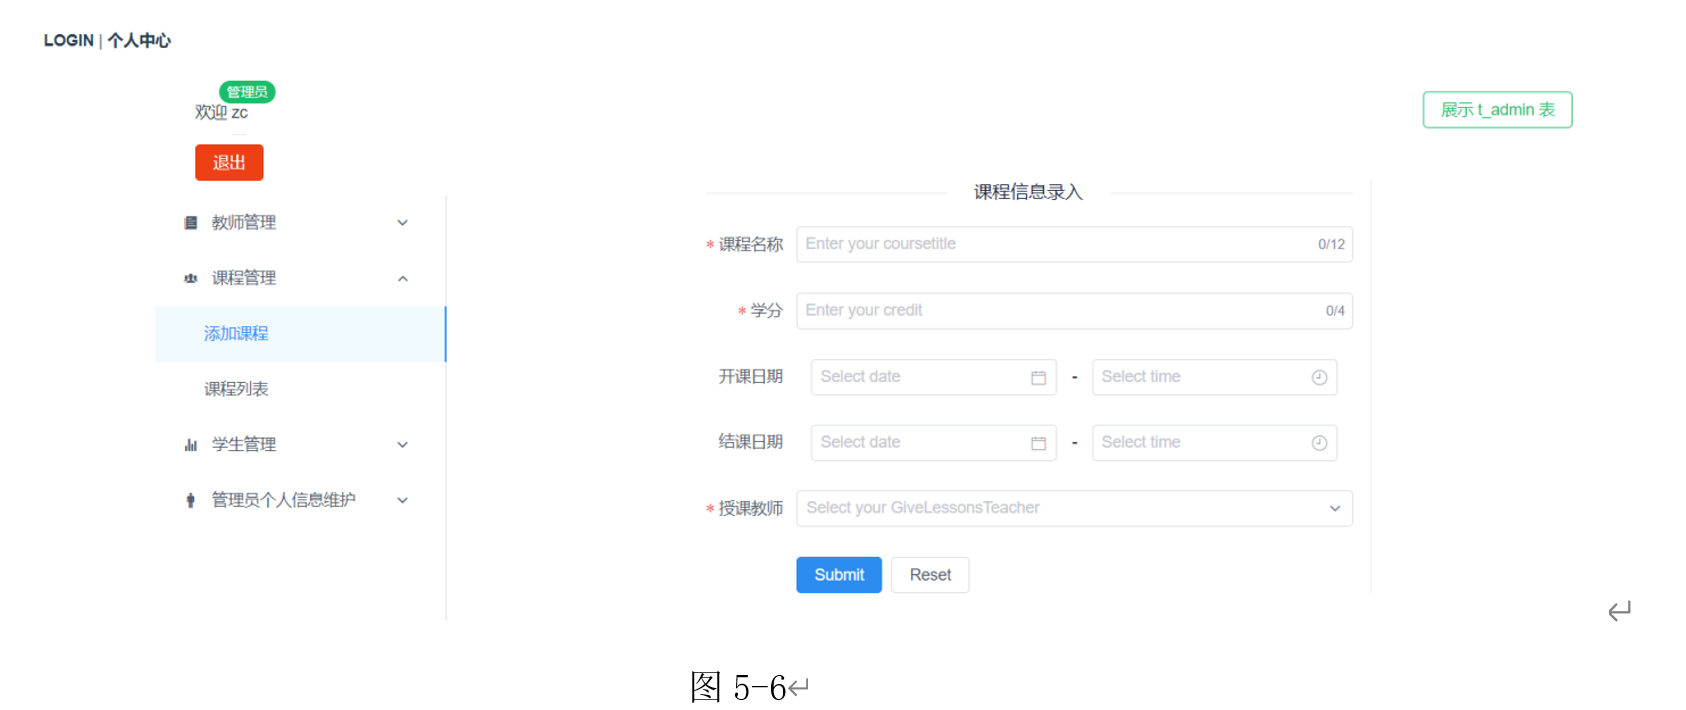 LOGIN | 个人中心
管理员
欢迎 zc
展示 t_admin 表
退出
教师管理
课程管理
添加课程
课程列表
学生管理
管理员个人信息维护
课程信息录入
* 课程名称 Enter your coursetitle 0/12
* 学分 Enter your credit 0/4
开课日期 Select date - Select time
结课日期 Select date - Select time
* 授课教师 Select your GiveLessonsTeacher
Submit Reset
图 5-6